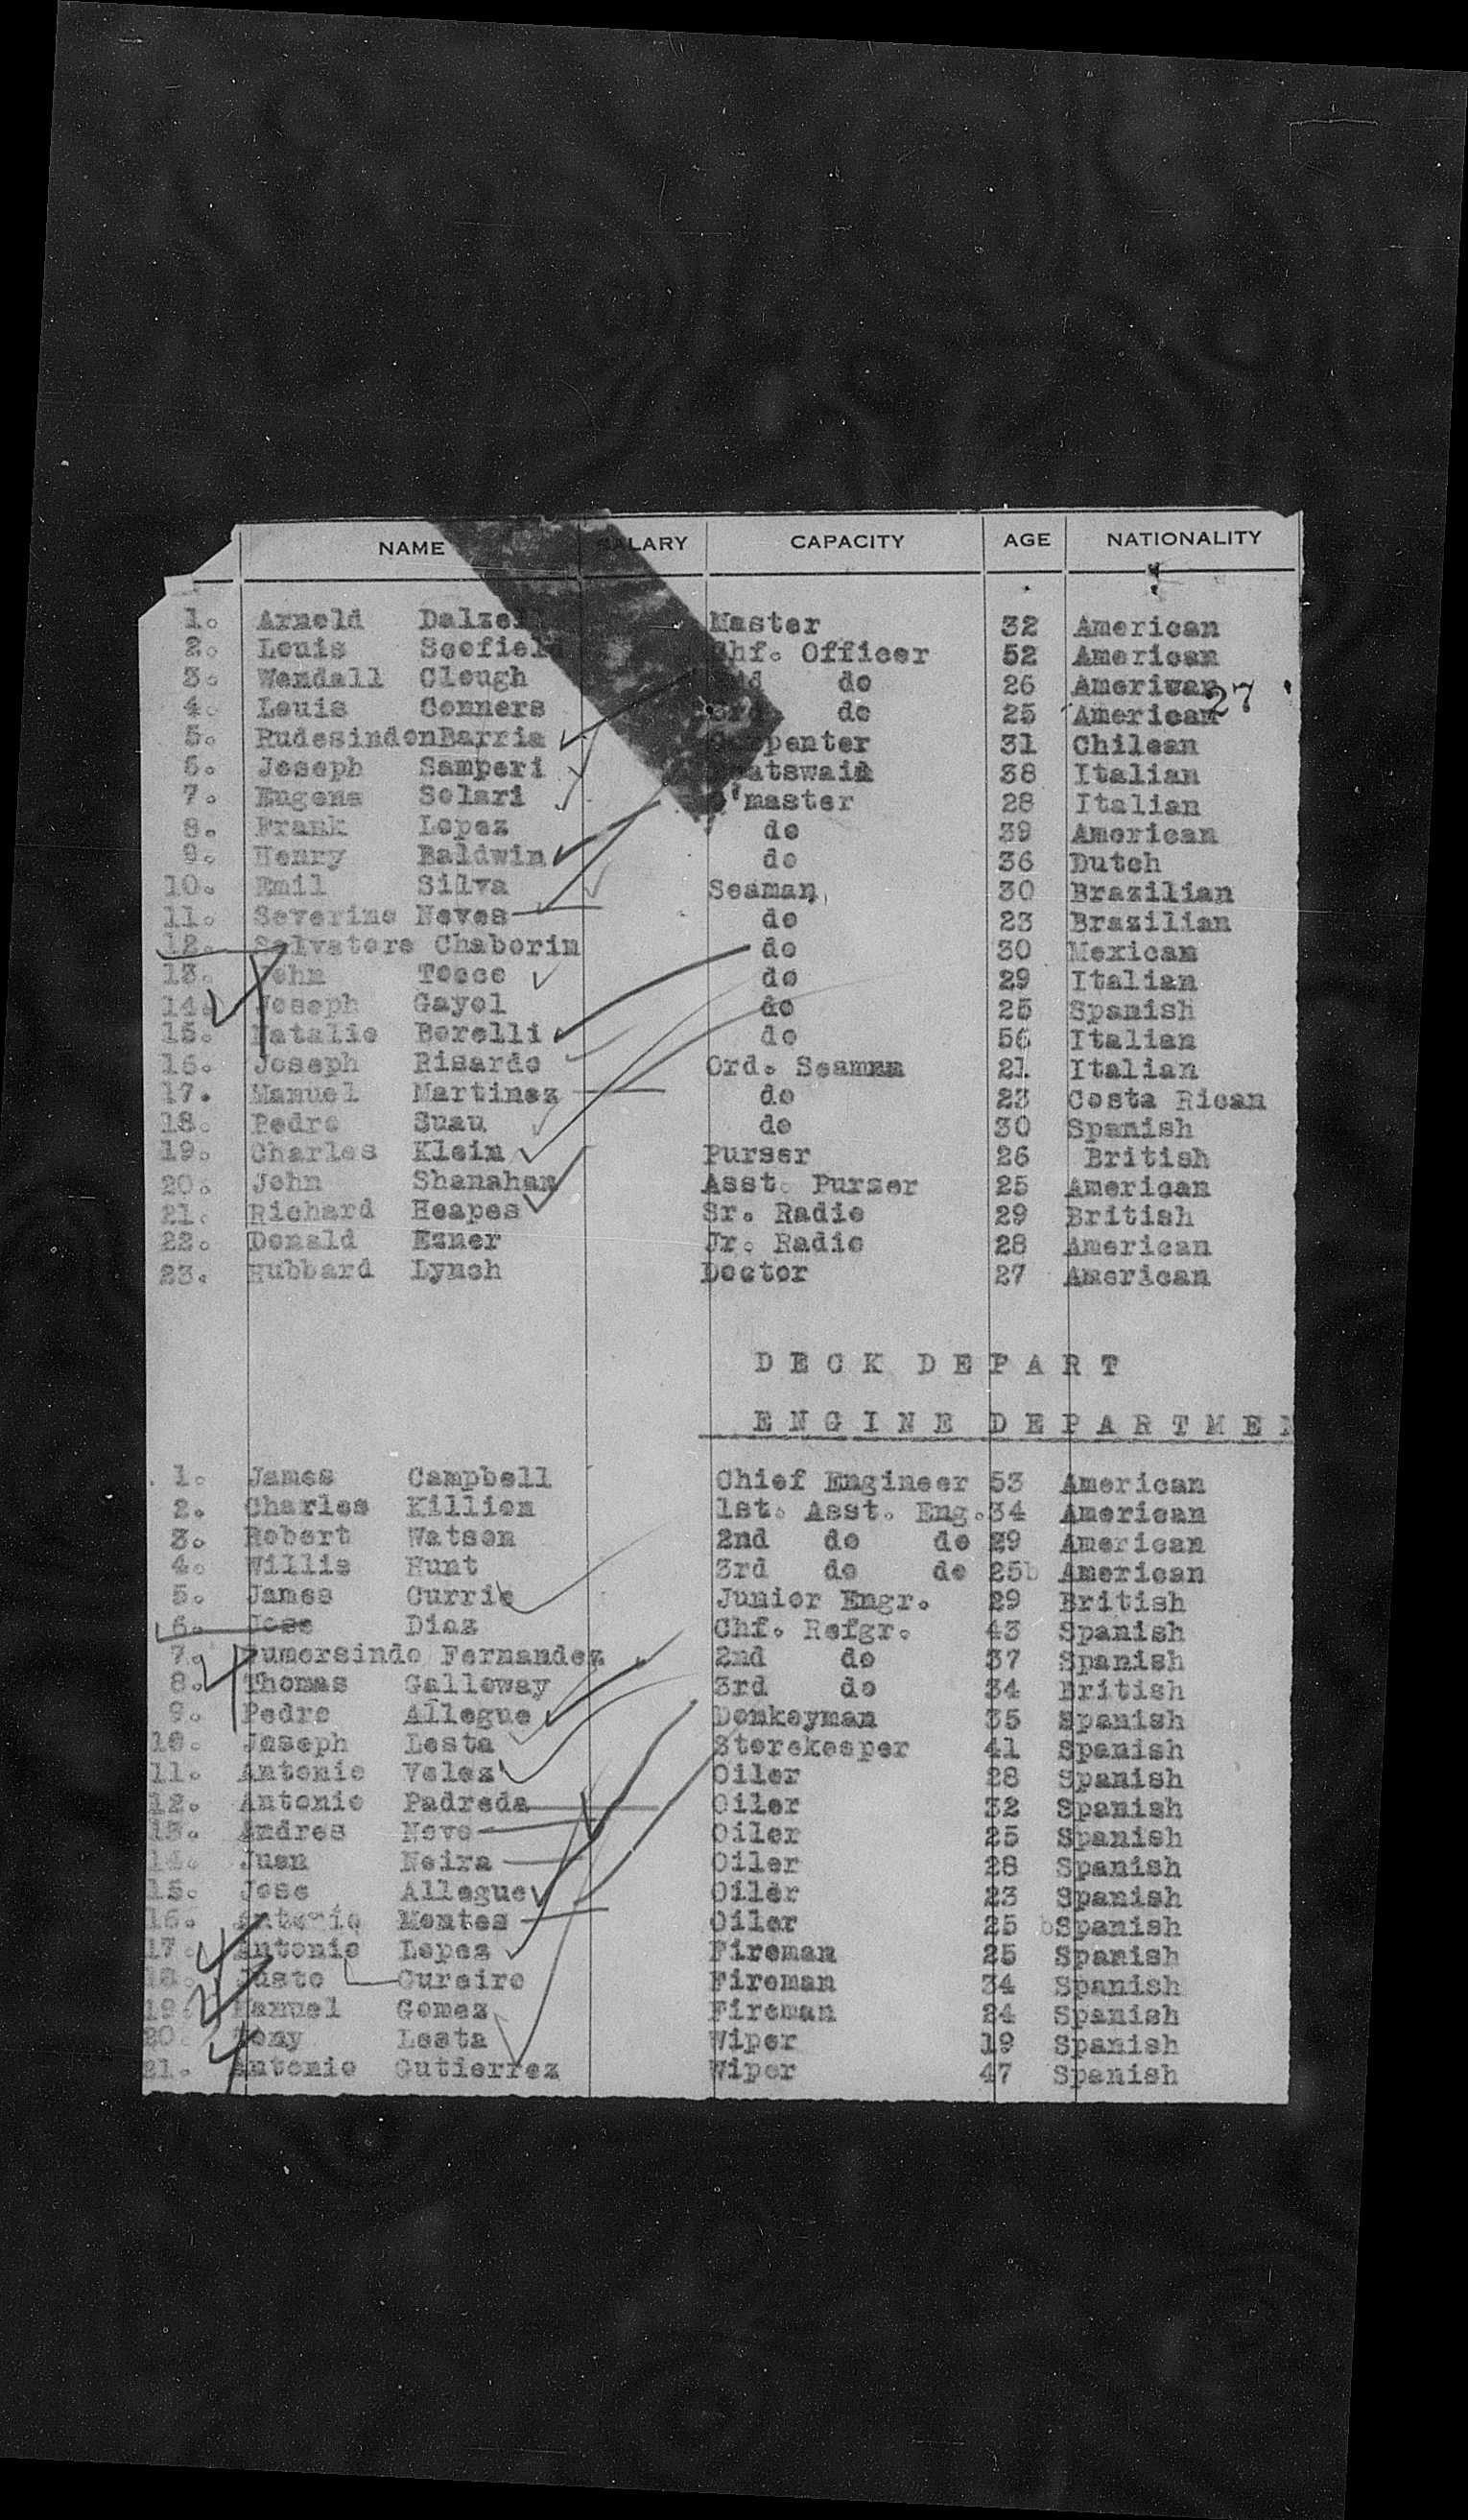 NAME SALARY CAPACITY AGE NATIONALITY
1. Arnold Dalzell Master 32 American
2. Louis Scofield Chf. Officer 52 American
3. Wendall Clough 2nd do 26 Amerivan
27
4. Louis Conners 3rd do 25 American
5. RudesindonBarria Carpenter 31 Chilean
6. Joseph Samperi Boatswain 38 Italian
7. Eugene Solari Q'master 28 Italian
8. Frank Lopez do 39 American
9. Henry Baldwin do 36 Dutch
10. Emil Silva Seaman, 30 Brazilian
11. Severino Neves do 23 Brazilian
12. Salvatore Chaborin do 30 Mexican
13. John Tosce do 29 Italian
14. Joseph Gayol do 25 Spanish
15. Natalie Borelli do 56 Italian
16. Joseph Risardo Ord. Seaman 21 Italian
17. Manuel Martinez do 23 Costa Rican
18. Pedro Suau do 30 Spanish
19. Charles Klein Purser 26 British
20. John Shanahan Asst. Purser 25 American
21. Richard Heapes Sr. Radio 29 British
22. Donald Ezner Jr. Radio 28 American
23. Hubbard Lynch Doctor 27 American
D E C K D E P A R T
E N G I N E D E P A R T M E N
1. James Campbell Chief Engineer 53 American
2. Charles Killion 1st. Asst. Eng. 34 American
3. Robert Watson 2nd do do 29 American
4. Willis Hunt 3rd do do 25b American
5. James Currie Junior Engr. 29 British
6. Jose Diaz Chf. Refgr. 43 Spanish
7. Gumersindo Fernandez 2nd do 37 Spanish
8. Thomas Galloway 3rd do 34 British
9. Pedro Allegue Donkeyman 35 Spanish
10. Joseph Lesta Storekeeper 41 Spanish
11. Antonio Velez Oiler 28 Spanish
12. Antonio Padreda Oiler 32 Spanish
13. Andres Novo Oiler 25 Spanish
14. Juan Neira Oiler 28 Spanish
15. Jose Allegue Oiler 23 Spanish
16. Antonio Montes Oiler 25 bSpanish
17. Antonio Lopez Fireman 25 Spanish
18. Justo Cureiro Fireman 34 Spanish
19. Manuel Gomez Fireman 24 Spanish
20. Tony Lesta Wiper 19 Spanish
21. Antonio Gutierrez Wiper 47 Spanish